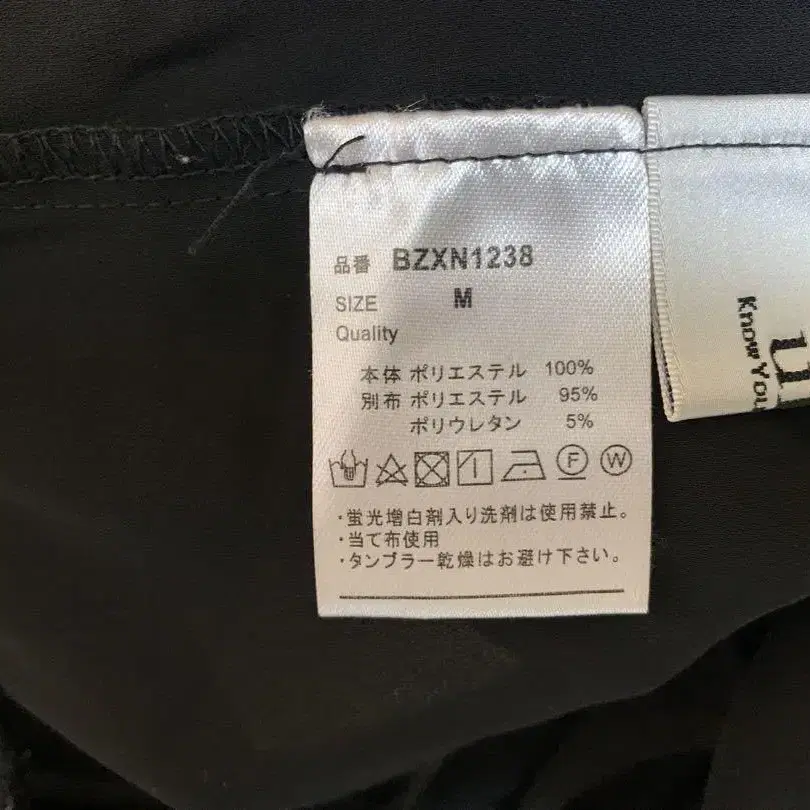 品番 BZXN1238
SIZE M
Quality
本体 ポリエステル 100%
別布 ポリエステル 95%
ポリウレタン 5%
F W
・蛍光増白剤入り洗剤は使用禁止。
・当て布使用
・タンブラー乾燥はお避け下さい。
Know